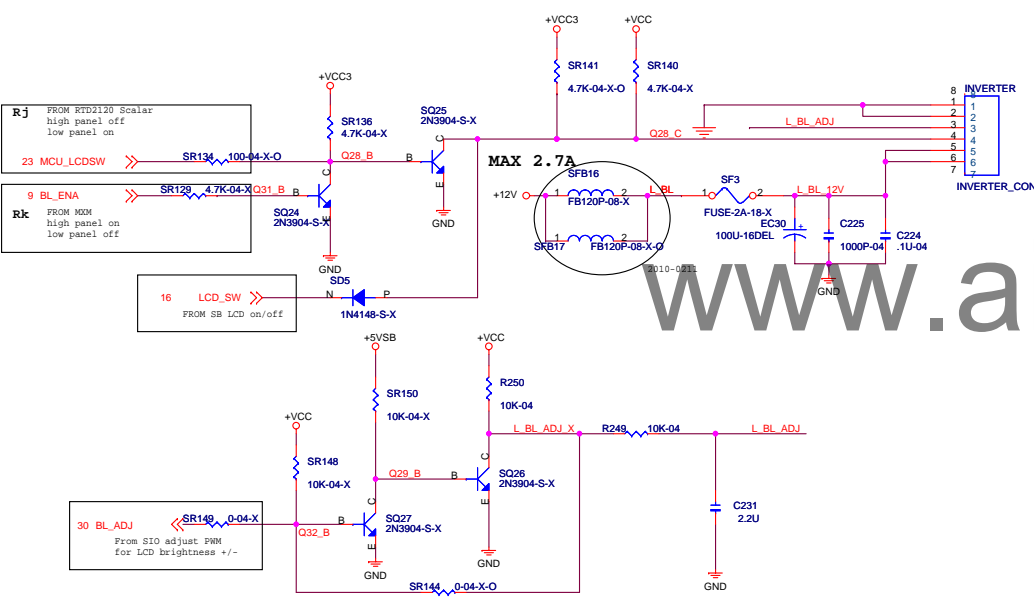 +VCC3
+VCC
SR141
4.7K-04-X-O
SR140
4.7K-04-X
+VCC3
SR136
4.7K-04-X
SQ25
2N3904-S-X
Rj
FROM RTD2120 Scalar
high panel off
low panel on
23 MCU_LCDSW
SR134
100-04-X-O
Q28_B
B
C
E
GND
Q28_C
L_BL_ADJ
INVERTER
8
1
2
3
4
5
6
7
8
1
2
3
4
5
6
7
INVERTER_CON
9 BL_ENA
Rk
FROM MXM
high panel on
low panel off
SR129
4.7K-04-X
Q31_B
B
C
E
SQ24
2N3904-S-X
GND
MAX 2.7A
+12V
SFB16
1
2
FB120P-08-X
SFB17
1
2
FB120P-08-X-O
2010-0211
L_BL
SF3
1
2
FUSE-2A-18-X
L_BL_12V
EC30
+
100U-16DEL
C225
1000P-04
C224
.1U-04
GND
16 LCD_SW
FROM SB LCD on/off
SD5
N
P
1N4148-S-X
www.a
+5VSB
SR150
10K-04-X
+VCC
R250
10K-04
L_BL_ADJ_X
R249
10K-04
L_BL_ADJ
+VCC
SR148
10K-04-X
Q29_B
B
C
E
SQ26
2N3904-S-X
GND
C231
2.2U
GND
30 BL_ADJ
From SIO adjust PWM
for LCD brightness +/-
SR149
0-04-X
Q32_B
B
C
E
SQ27
2N3904-S-X
GND
SR144
0-04-X-O